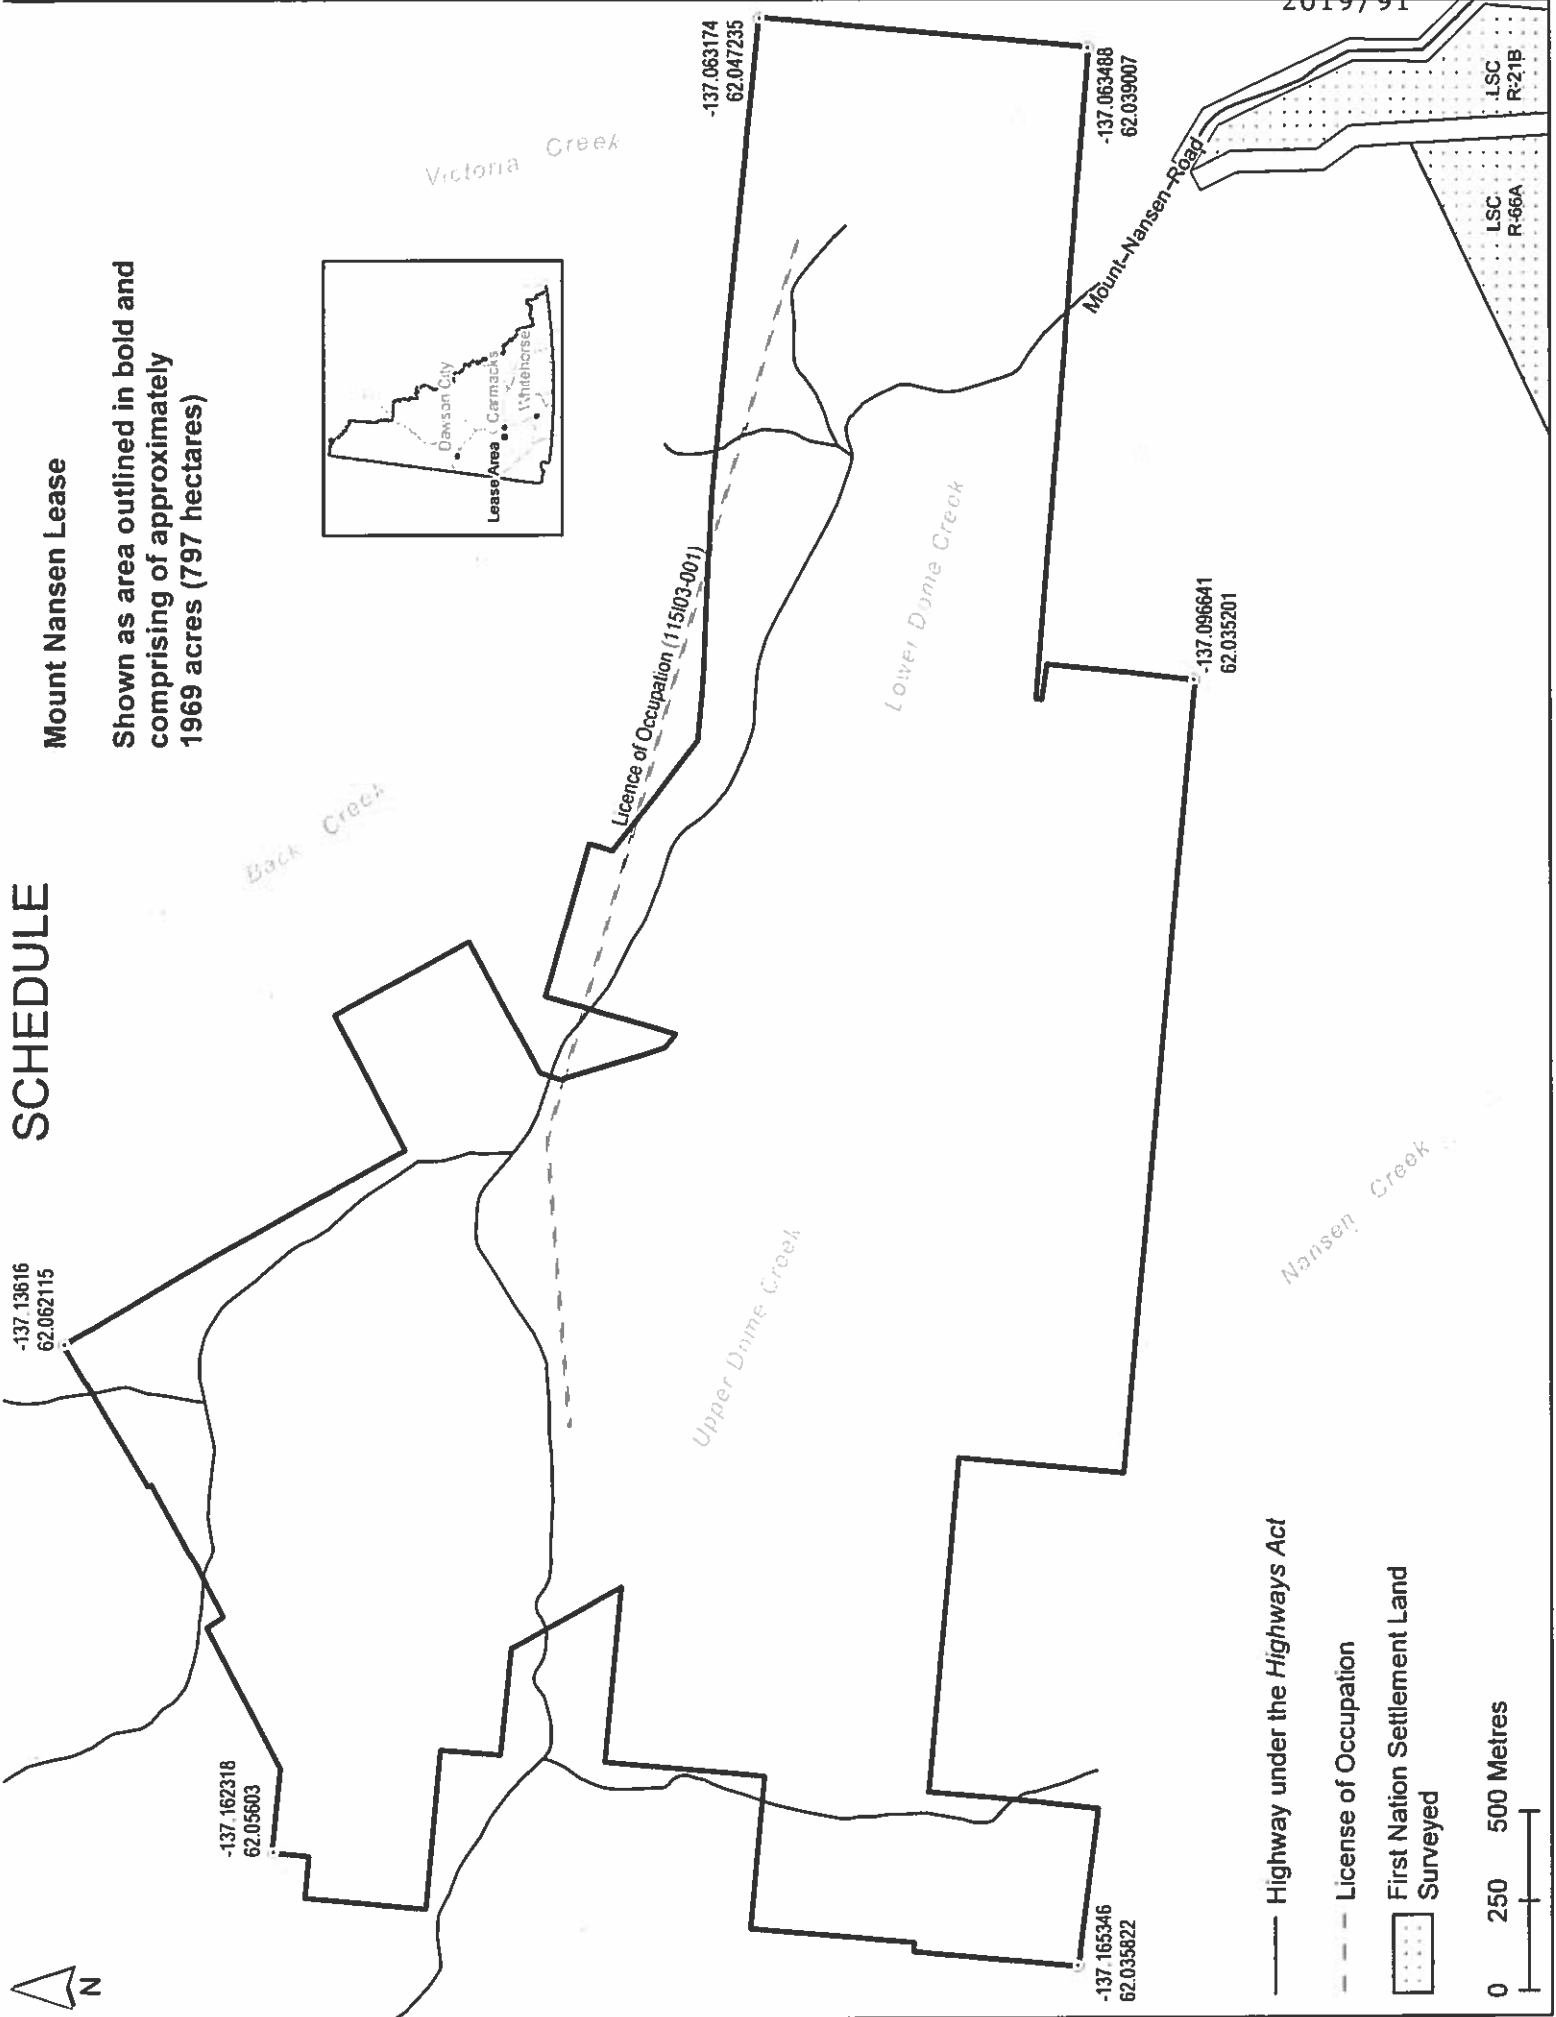 SCHEDULE
Mount Nansen Lease
Shown as area outlined in bold and
comprising of approximately
1969 acres (797 hectares)
N
-137.13616
62.062115
-137.162318
62.05603
-137.063174
62.047235
-137.063488
62.039007
-137.096641
62.035201
-137.165346
62.035822
Back Creek
Victoria Creek
Dawson City
Lease Area
Carmacks
Whitehorse
Licence of Occupation (115I03-001)
Lower Dome Creek
Upper Dome Creek
Nansen Creek
Mount-Nansen-Road
LSC
R-66A
LSC
R-21B
2019/91
Highway under the Highways Act
License of Occupation
First Nation Settlement Land
Surveyed
0 250 500 Metres